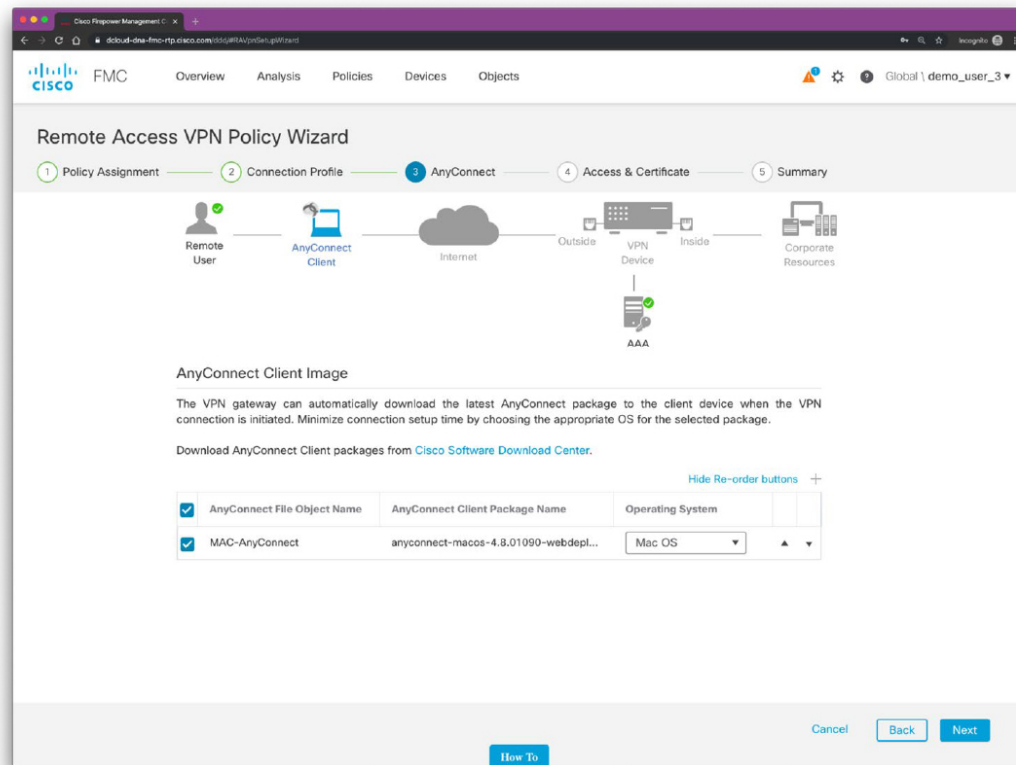 Cisco Firepower Management C
dcloud-dna-fmc-rtp.cisco.com/ddd/#RAVpnSetupWizard
Incognito
CISCO
FMC
Overview
Analysis
Policies
Devices
Objects
Global \ demo_user_3
Remote Access VPN Policy Wizard
1 Policy Assignment
2 Connection Profile
3 AnyConnect
4 Access & Certificate
5 Summary
Remote
User
AnyConnect
Client
Internet
Outside
VPN
Device
Inside
Corporate
Resources
AAA
AnyConnect Client Image
The VPN gateway can automatically download the latest AnyConnect package to the client device when the VPN
connection is initiated. Minimize connection setup time by choosing the appropriate OS for the selected package.
Download AnyConnect Client packages from Cisco Software Download Center.
Hide Re-order buttons
AnyConnect File Object Name
AnyConnect Client Package Name
Operating System
MAC-AnyConnect
anyconnect-macos-4.8.01090-webdepl...
Mac OS
Cancel
Back
Next
How To